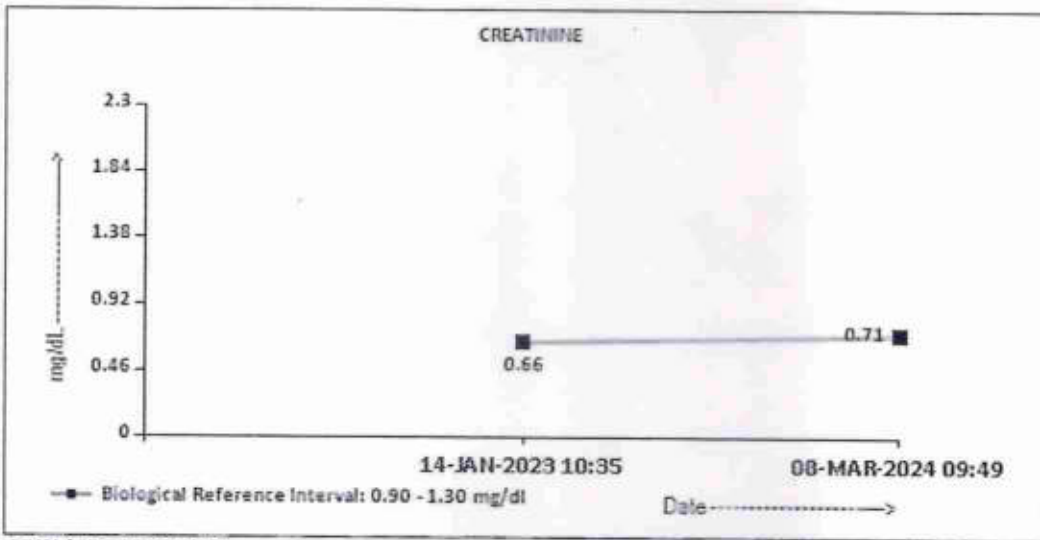 CREATININE
2.3
1.84
1.38
0.92
0.46
0
mg/dL
0.66
0.71
14-JAN-2023 10:35
08-MAR-2024 09:49
Biological Reference Interval: 0.90 - 1.30 mg/dl
Date